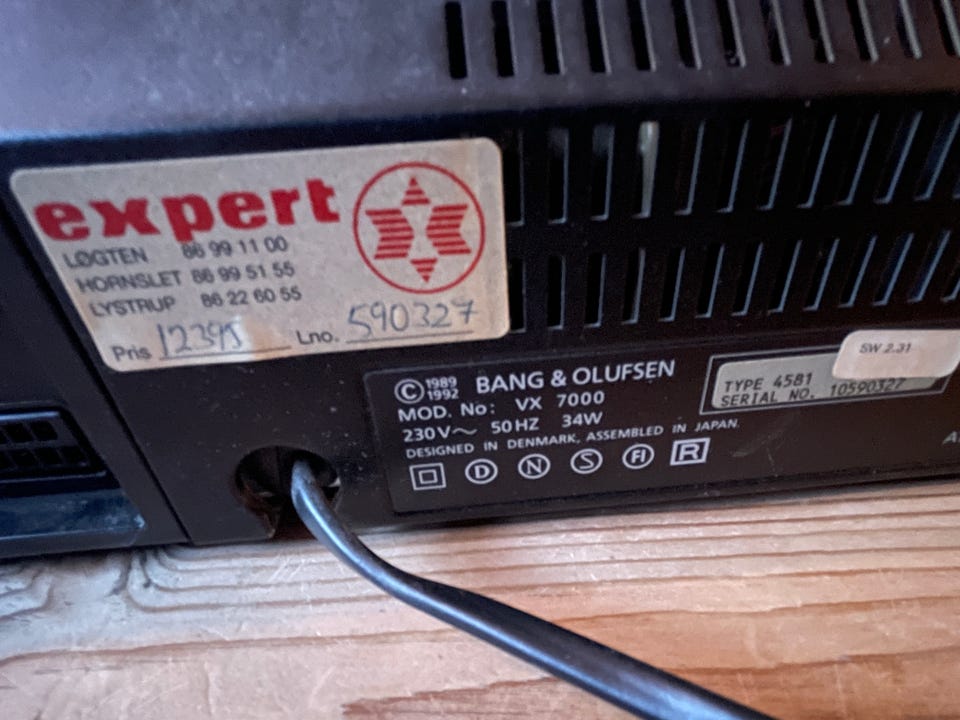 expert
LØGTEN 86 99 11 00
HORNSLET 86 99 51 55
LYSTRUP 86 22 60 55
Pris 12395 Lno. 590327
© 1989 1992 BANG & OLUFSEN
MOD. No: VX 7000
230V~ 50HZ 34W
DESIGNED IN DENMARK, ASSEMBLED IN JAPAN.
D N S FI R
SW 2.31
TYPE 4581
SERIAL NO. 10590327